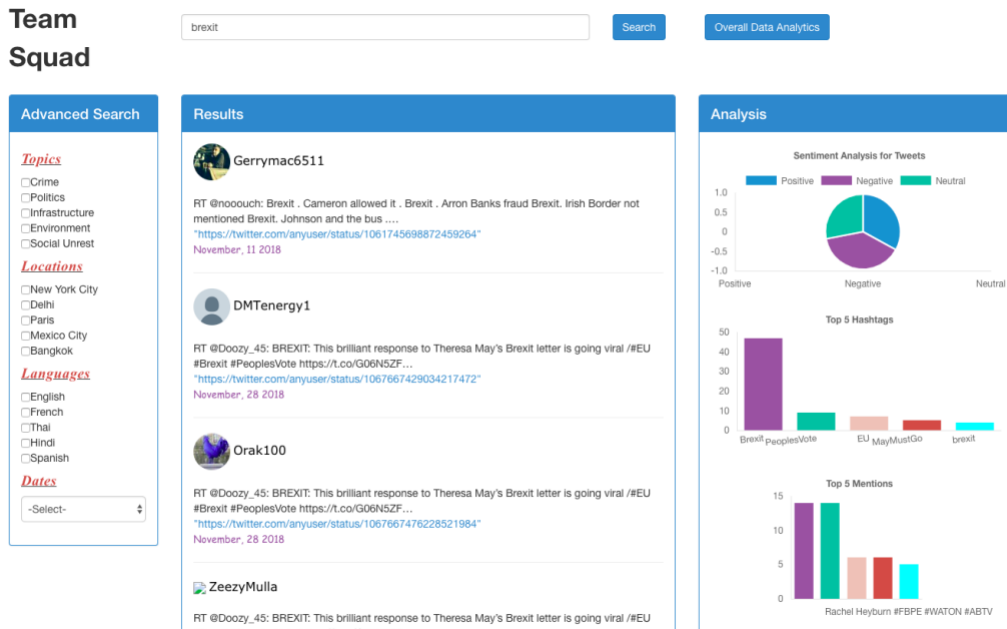 Team
Squad
brexit
Search
Overall Data Analytics
Advanced Search
Topics
Crime
Politics
Infrastructure
Environment
Social Unrest
Locations
New York City
Delhi
Paris
Mexico City
Bangkok
Languages
English
French
Thai
Hindi
Spanish
Dates
-Select-
Results
Gerrymac6511
RT @nooouch: Brexit . Cameron allowed it . Brexit . Arron Banks fraud Brexit. Irish Border not
mentioned Brexit. Johnson and the bus ….
"https://twitter.com/anyuser/status/1061745698872459264"
November, 11 2018
DMTenergy1
RT @Doozy_45: BREXIT: This brilliant response to Theresa May's Brexit letter is going viral /#EU
#Brexit #PeoplesVote https://t.co/G06N5ZF…
"https://twitter.com/anyuser/status/1067667429034217472"
November, 28 2018
Orak100
RT @Doozy_45: BREXIT: This brilliant response to Theresa May's Brexit letter is going viral /#EU
#Brexit #PeoplesVote https://t.co/G06N5ZF…
"https://twitter.com/anyuser/status/1067667476228521984"
November, 28 2018
ZeezyMulla
RT @Doozy_45: BREXIT: This brilliant response to Theresa May's Brexit letter is going viral /#EU
Analysis
Sentiment Analysis for Tweets
Positive Negative Neutral
1.0
0.5
0
-0.5
-1.0
Positive Negative Neutral
Top 5 Hashtags
50
40
30
20
10
0
Brexit PeoplesVote EU MayMustGo brexit
Top 5 Mentions
15
10
5
0
Rachel Heyburn #FBPE #WATON #ABTV